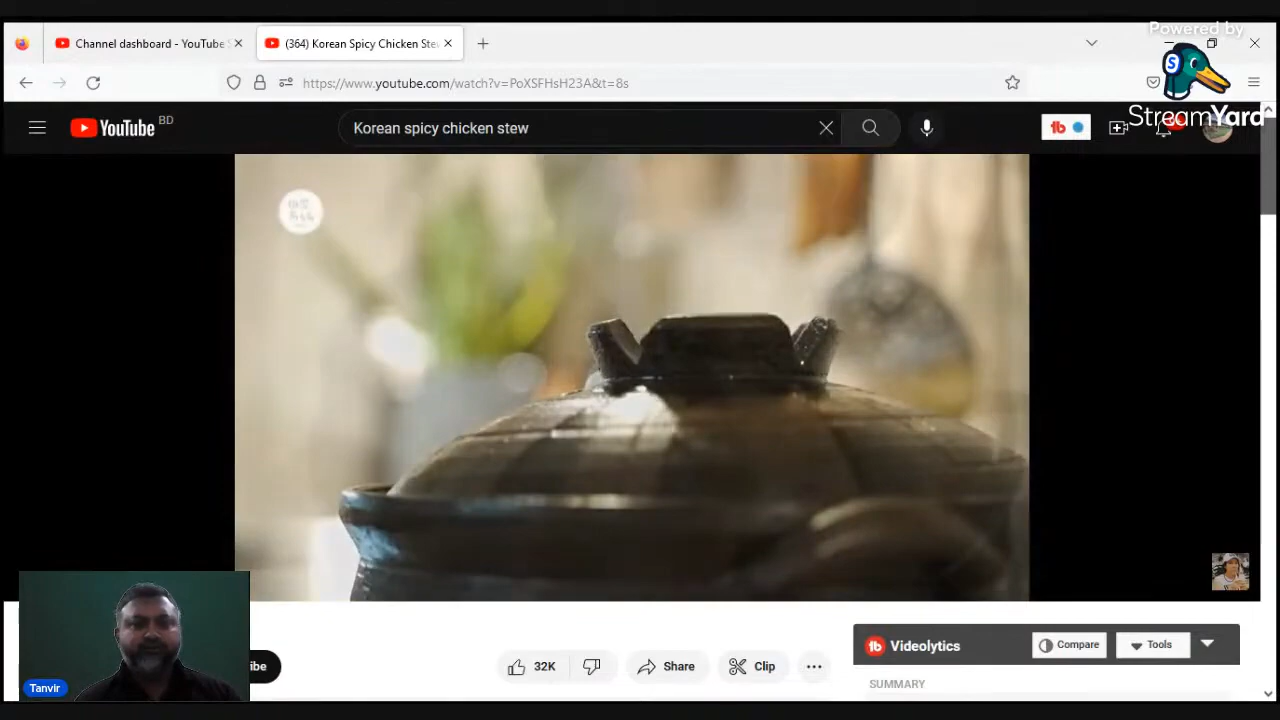 Powered by
StreamYard
Channel dashboard - YouTube
(364) Korean Spicy Chicken Ste
https://www.youtube.com/watch?v=PoXSFHsH23A&t=8s
YouTube BD
Korean spicy chicken stew
32K
Share
Clip
Videolytics
Compare
Tools
SUMMARY
be
Tanvir